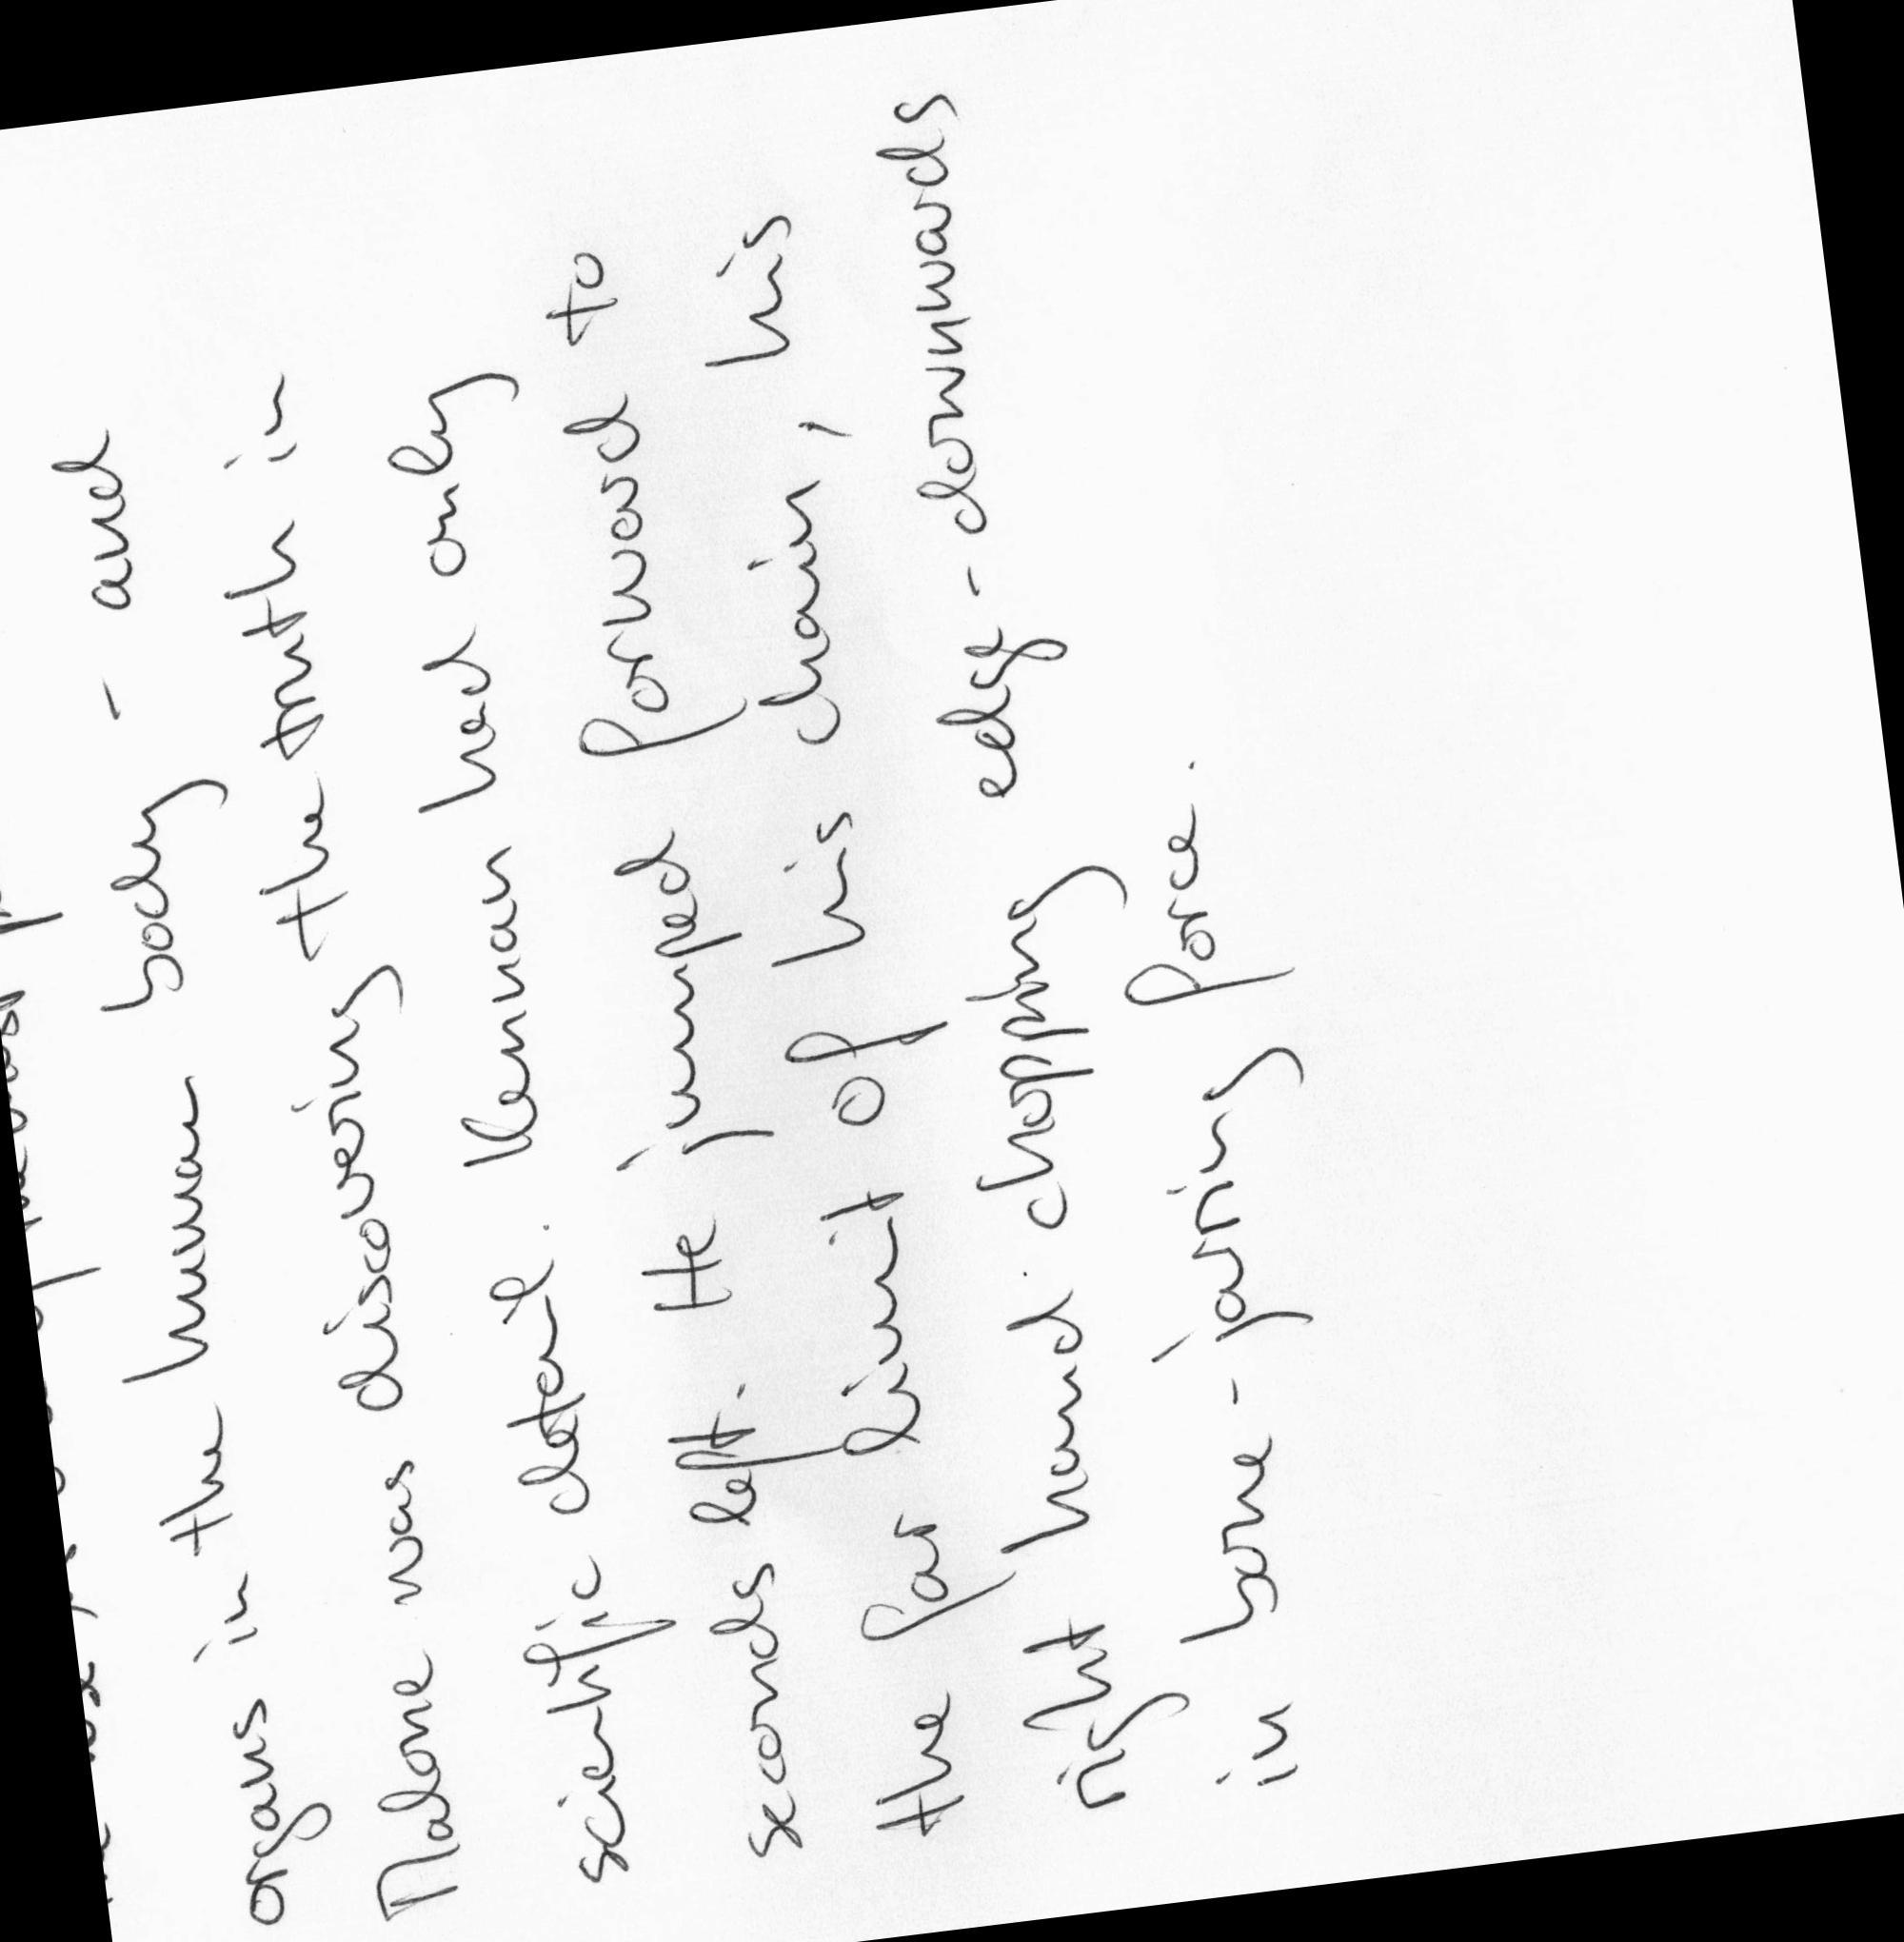 organs in the human body - and
Malone was discovering the truth in
scientific detail. Kennan had only
seconds left. He jumped forward to
the far limit of his chain, his
right hand chopping edg - downwards
in bone-jarring force.